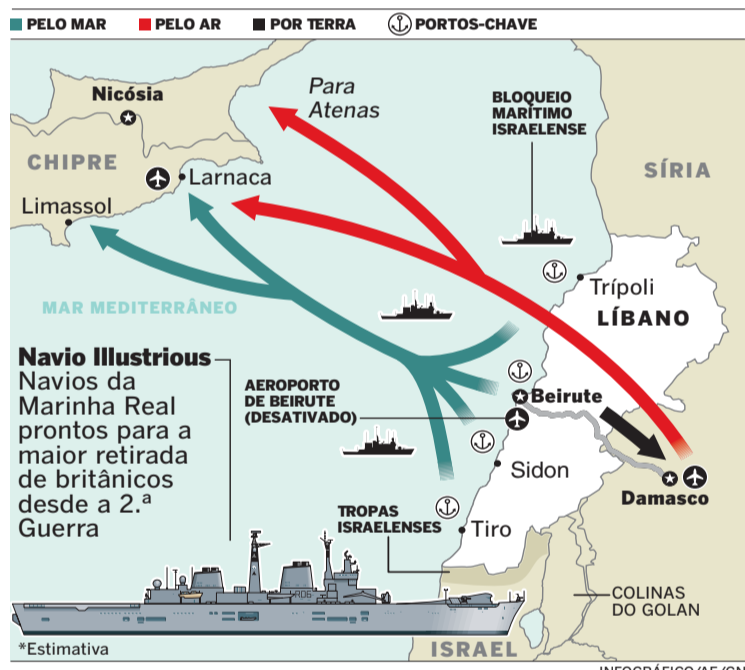 PELO MAR
PELO AR
POR TERRA
PORTOS-CHAVE
Nicósia
Para
Atenas
BLOQUEIO
MARÍTIMO
ISRAELENSE
CHIPRE
Larnaca
SÍRIA
Limassol
Trípoli
MAR MEDITERRÂNEO
LÍBANO
Navio Illustrious
Navios da
Marinha Real
prontos para a
maior retirada
de britânicos
desde a 2.ª
Guerra
AEROPORTO
DE BEIRUTE
(DESATIVADO)
Beirute
Sidon
Damasco
TROPAS
ISRAELENSES
Tiro
COLINAS
DO GOLAN
R06
*Estimativa
ISRAEL